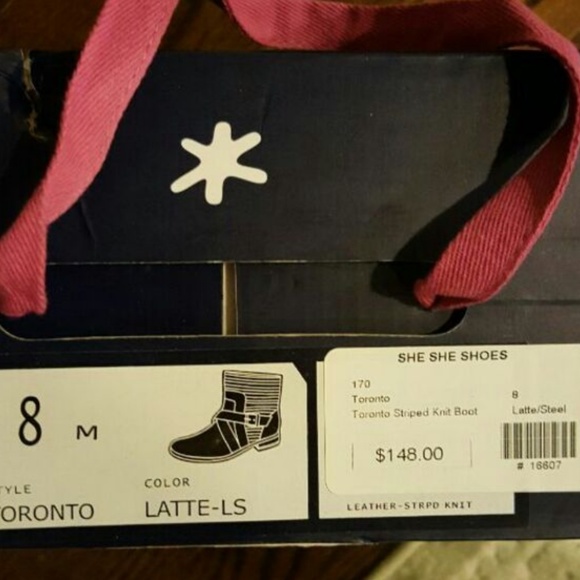 SHE SHE SHOES
170
Toronto
Toronto Striped Knit Boot
8
Latte/Steel
$148.00
# 16607
8 M
TYLE
TORONTO
COLOR
LATTE-LS
LEATHER-STRPD KNIT